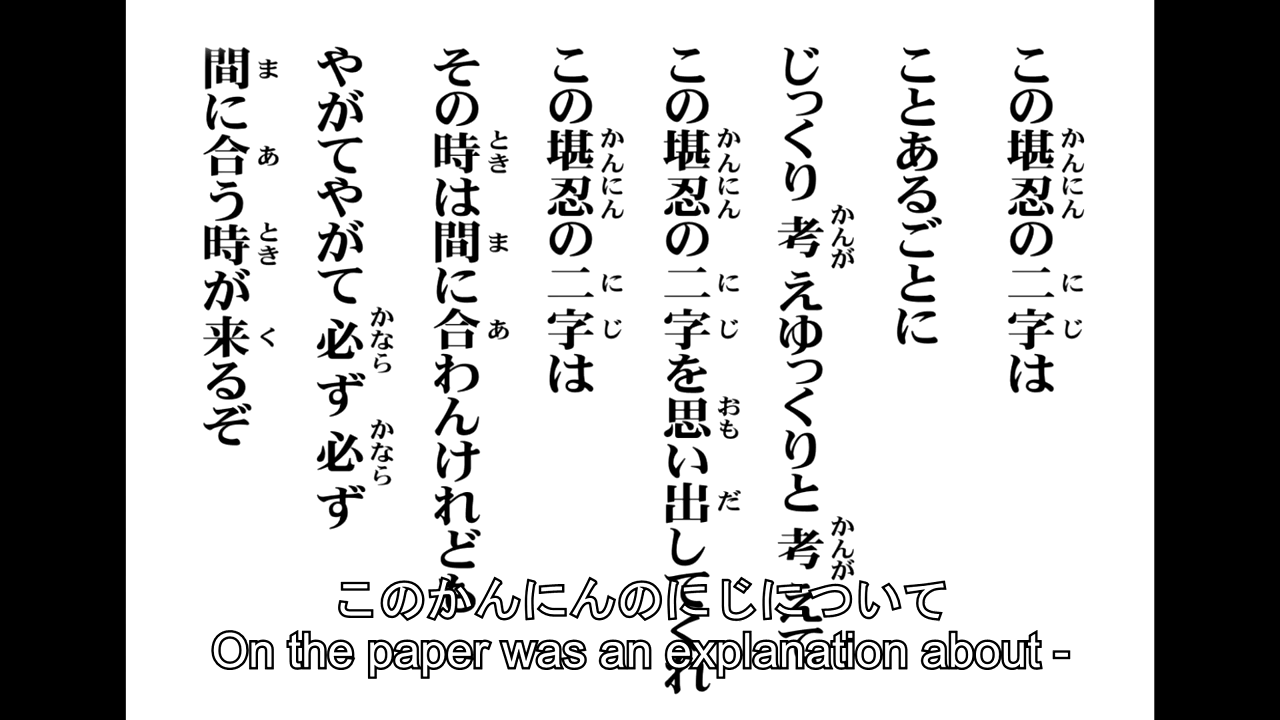 この堪忍の二字は
ことあるごとに
じっくり考えゆっくりと考えて
この堪忍の二字を思い出してくれ
この堪忍の二字は
その時は間に合わんけれども
やがてやがて必ず必ず
間に合う時が来るぞ
このかんにんのにじについて
On the paper was an explanation about -